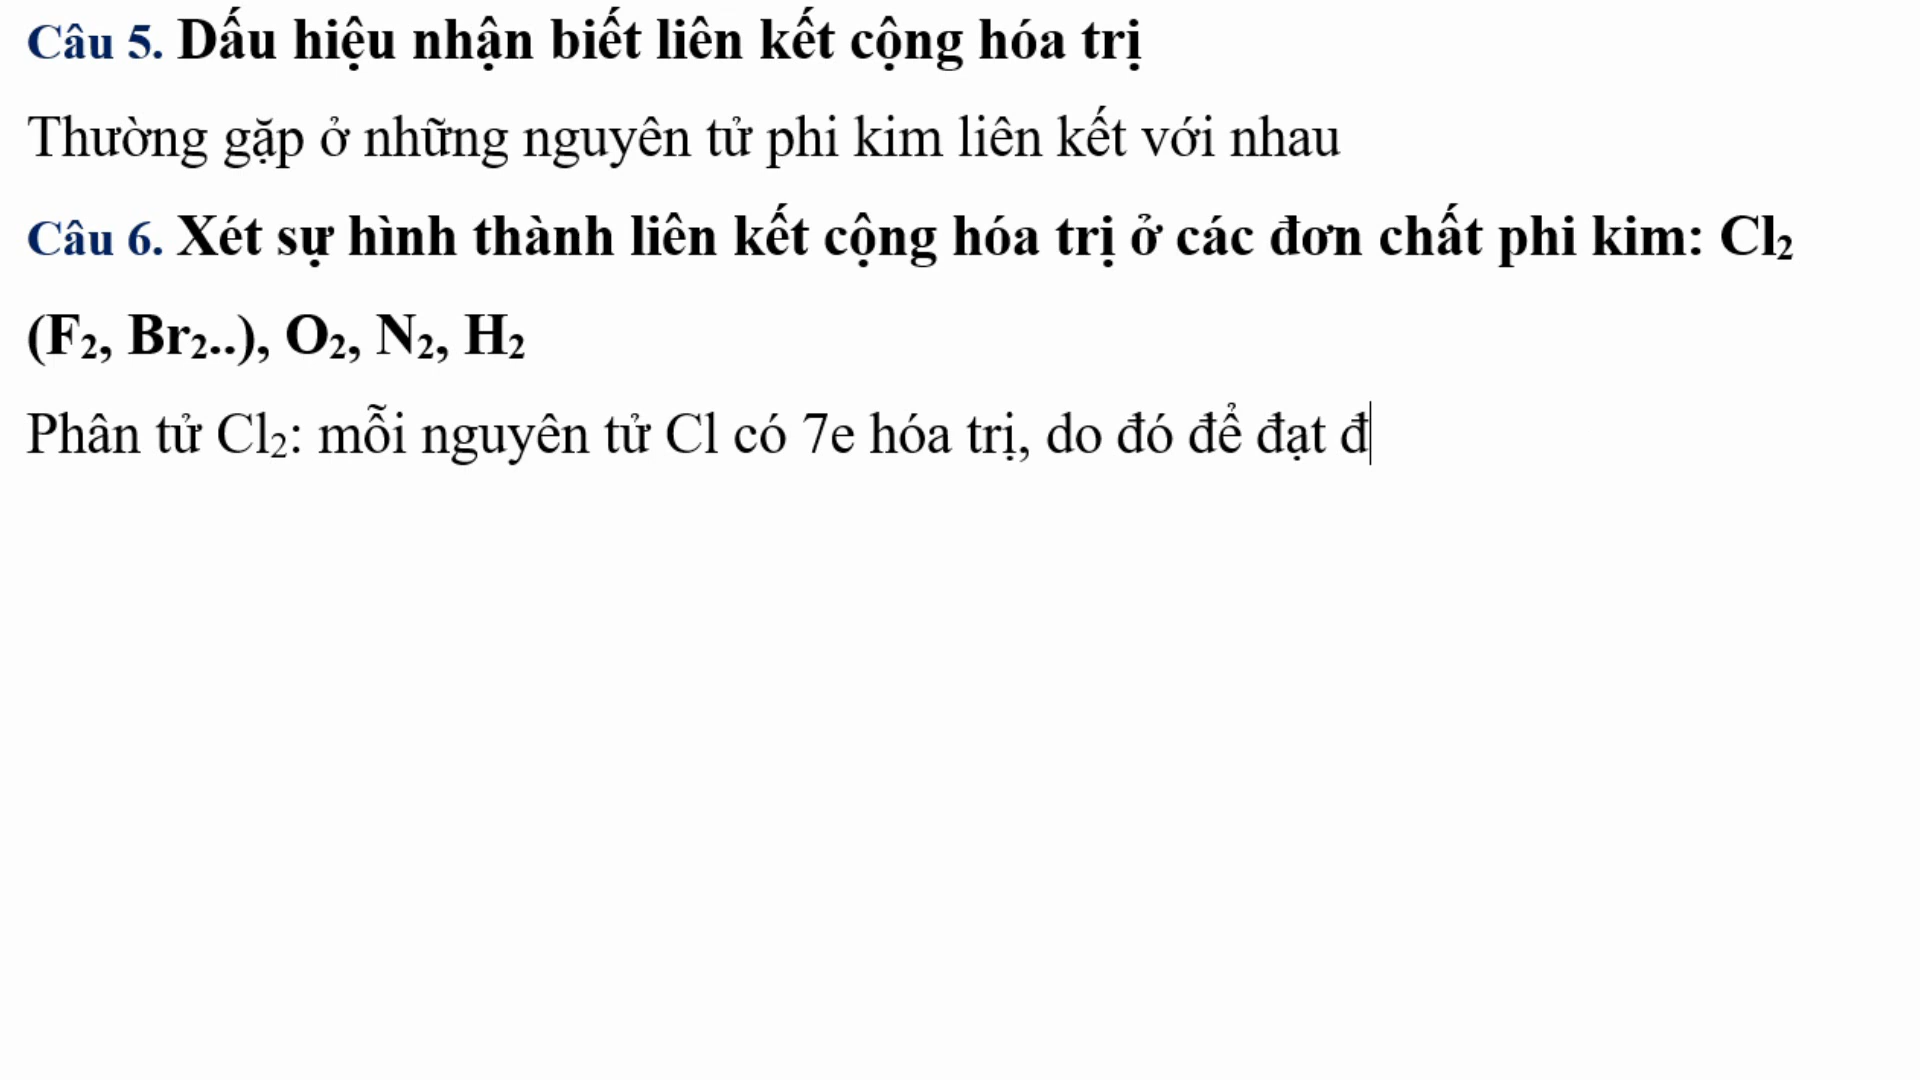 Câu 5. Dấu hiệu nhận biết liên kết cộng hóa trị
Thường gặp ở những nguyên tử phi kim liên kết với nhau
Câu 6. Xét sự hình thành liên kết cộng hóa trị ở các đơn chất phi kim: Cl₂
(F₂, Br₂..), O₂, N₂, H₂
Phân tử Cl₂: mỗi nguyên tử Cl có 7e hóa trị, do đó để đạt đ